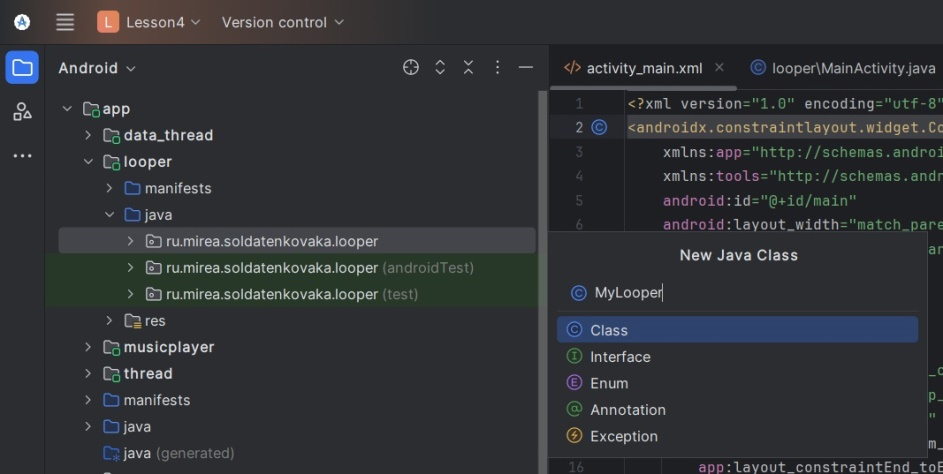 L Lesson4 Version control
Android
app
data_thread
looper
manifests
java
ru.mirea.soldatenkovaka.looper
ru.mirea.soldatenkovaka.looper (androidTest)
ru.mirea.soldatenkovaka.looper (test)
res
musicplayer
thread
manifests
java
java (generated)
</> activity_main.xml
looper\MainActivity.java
1 <?xml version="1.0" encoding="utf-8"
2 <androidx.constraintlayout.widget.Co
3 xmlns:app="http://schemas.androi
4 xmlns:tools="http://schemas.andr
5 android:id="@+id/main"
6 android:layout_width="match_pare
New Java Class
MyLooper
Class
Interface
Enum
Annotation
Exception
16 app:layout_constraintEnd_toE